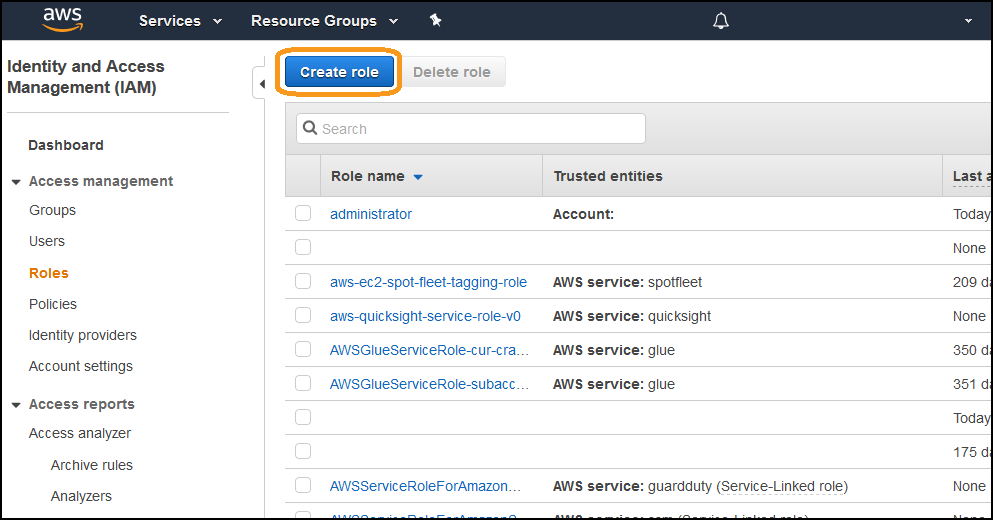 aws Services Resource Groups
Identity and Access
Management (IAM)
Dashboard
Access management
Groups
Users
Roles
Policies
Identity providers
Account settings
Access reports
Access analyzer
Archive rules
Analyzers
Create role Delete role
Search
Role name Trusted entities Last a
administrator Account: Today
None
aws-ec2-spot-fleet-tagging-role AWS service: spotfleet 209 da
aws-quicksight-service-role-v0 AWS service: quicksight None
AWSGlueServiceRole-cur-cra… AWS service: glue 350 da
AWSGlueServiceRole-subacc… AWS service: glue 351 da
Today
175 da
AWSServiceRoleForAmazon… AWS service: guardduty (Service-Linked role) None